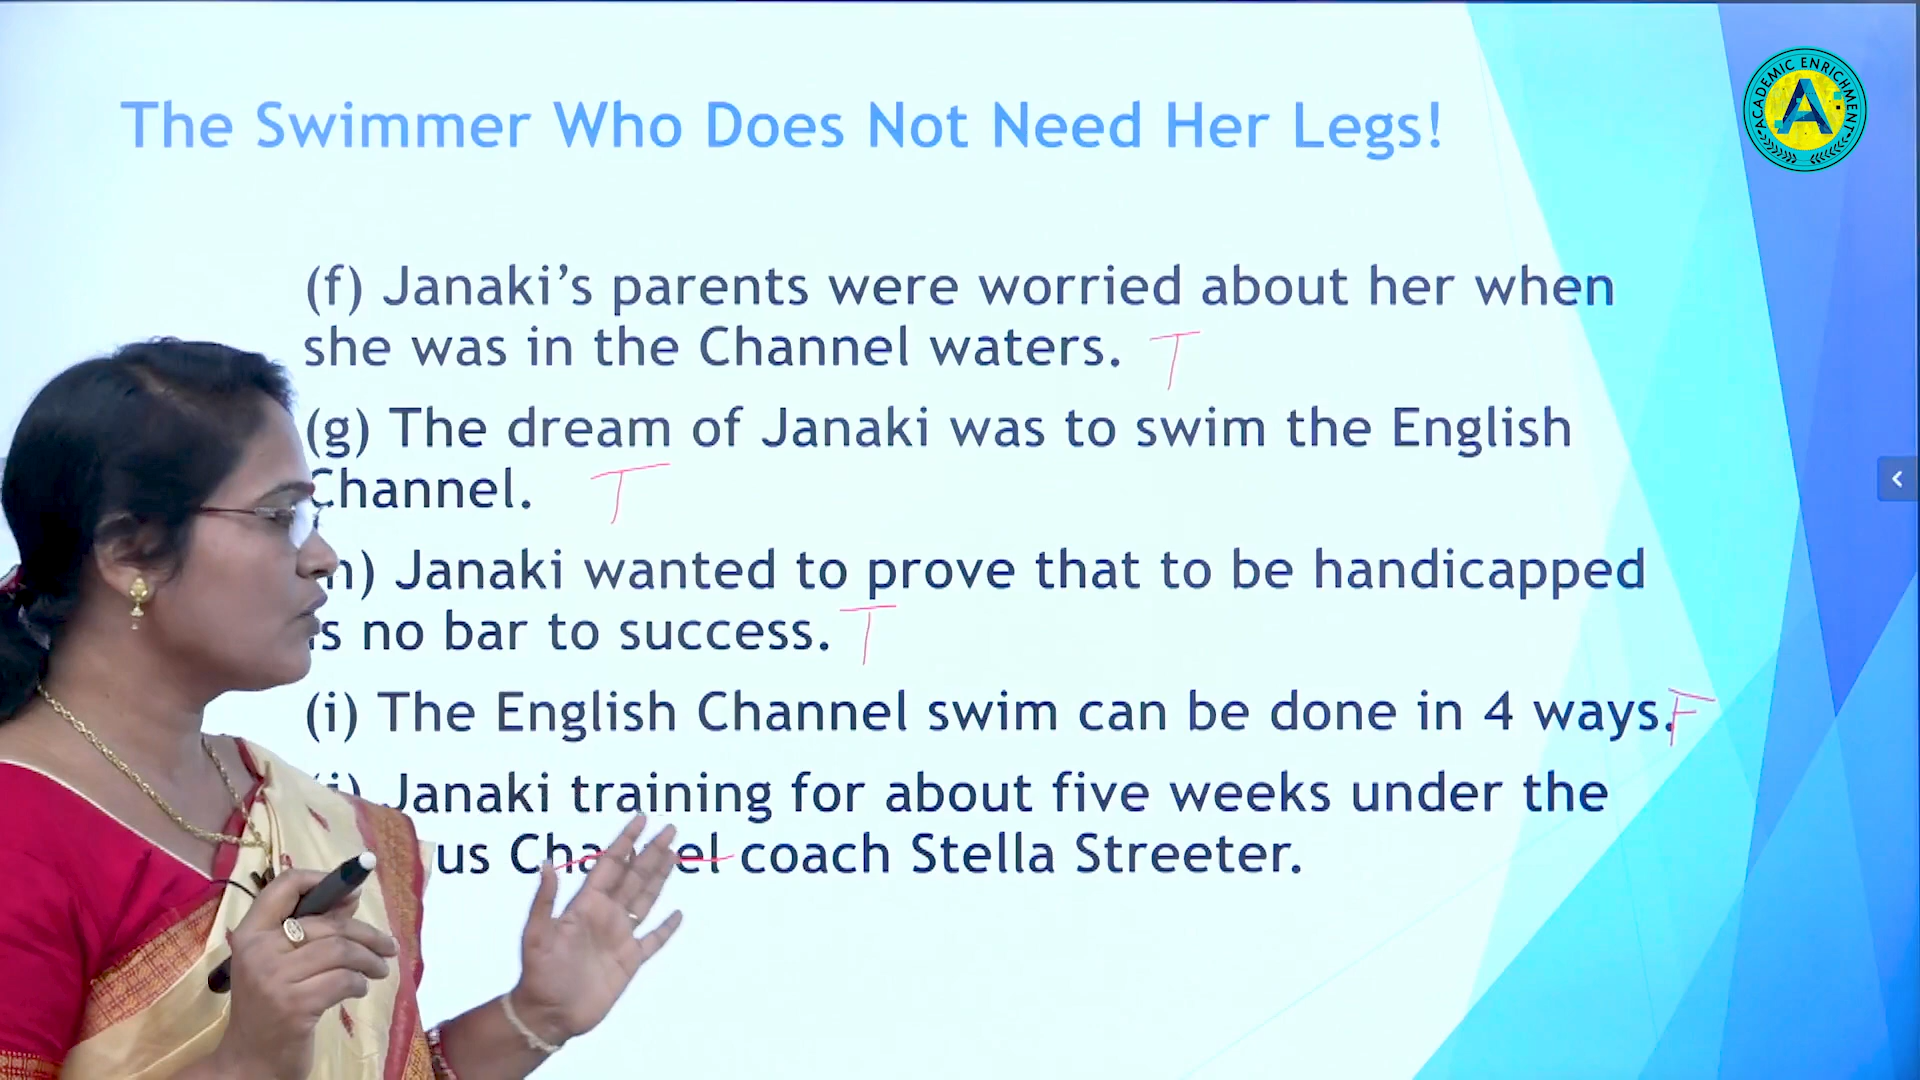 ACADEMIC ENRICHMENT
A
The Swimmer Who Does Not Need Her Legs!
(f) Janaki's parents were worried about her when
she was in the Channel waters. T
(g) The dream of Janaki was to swim the English
Channel. T
h) Janaki wanted to prove that to be handicapped
is no bar to success. T
(i) The English Channel swim can be done in 4 ways. F
(j) Janaki training for about five weeks under the
us Channel coach Stella Streeter.